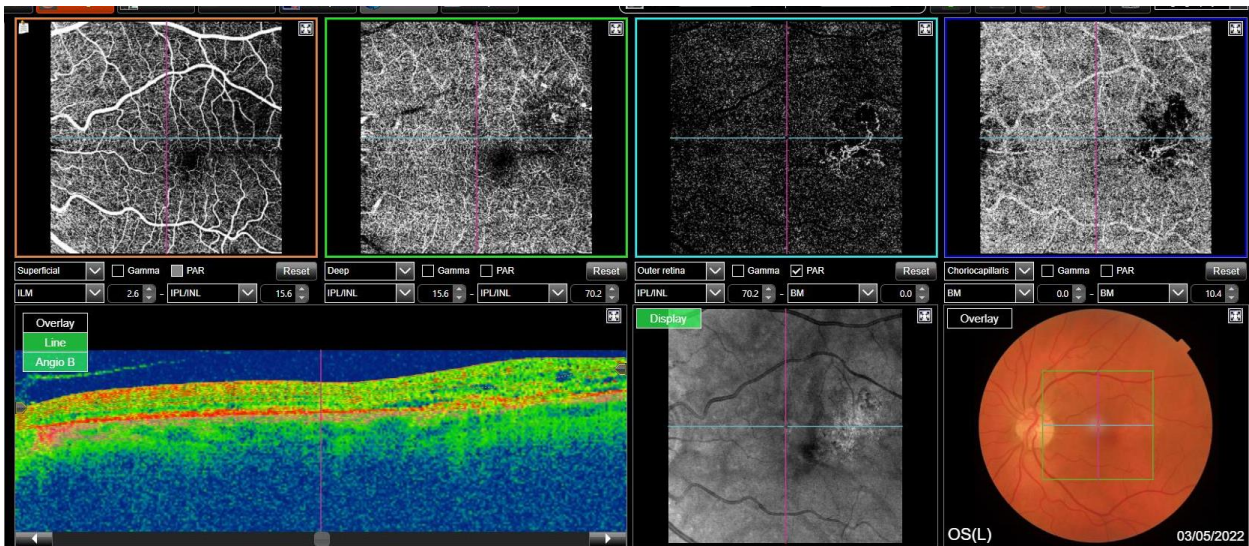 Superficial Gamma PAR Reset
ILM 2.6 - IPL/INL 15.6
Deep Gamma PAR Reset
IPL/INL 15.6 - IPL/INL 70.2
Outer retina Gamma PAR Reset
IPL/INL 70.2 - BM 0.0
Choriocapillaris Gamma PAR Reset
BM 0.0 - BM 10.4
Overlay
Line
Angio B
Display
Overlay
OS(L) 03/05/2022